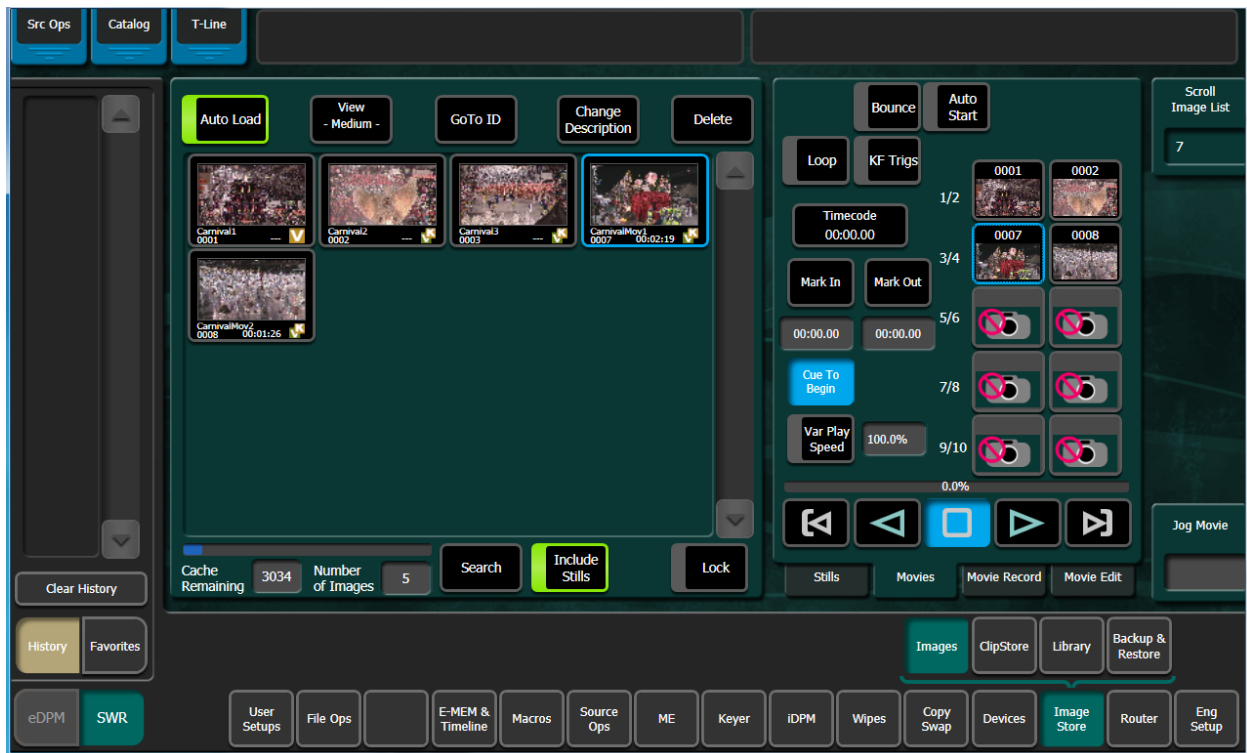 Src Ops
Catalog
T-Line
Auto Load
View
- Medium -
GoTo ID
Change
Description
Delete
Carnival1
0001 ---
V
Carnival2
0002 ---
VK
Carnival3
0003 ---
VK
CarnivalMov1
0007 00:02:19
VK
CarnivalMov2
0008 00:01:26
VK
Cache
Remaining
3034
Number
of Images
5
Search
Include
Stills
Lock
Bounce
Auto
Start
Loop
KF Trigs
Timecode
00:00.00
Mark In
Mark Out
00:00.00
00:00.00
Cue To
Begin
Var Play
Speed
100.0%
1/2
0001
0002
3/4
0007
0008
5/6
7/8
9/10
0.0%
Stills
Movies
Movie Record
Movie Edit
Scroll
Image List
7
Jog Movie
Clear History
History
Favorites
Images
ClipStore
Library
Backup &
Restore
eDPM
SWR
User
Setups
File Ops
E-MEM &
Timeline
Macros
Source
Ops
ME
Keyer
iDPM
Wipes
Copy
Swap
Devices
Image
Store
Router
Eng
Setup